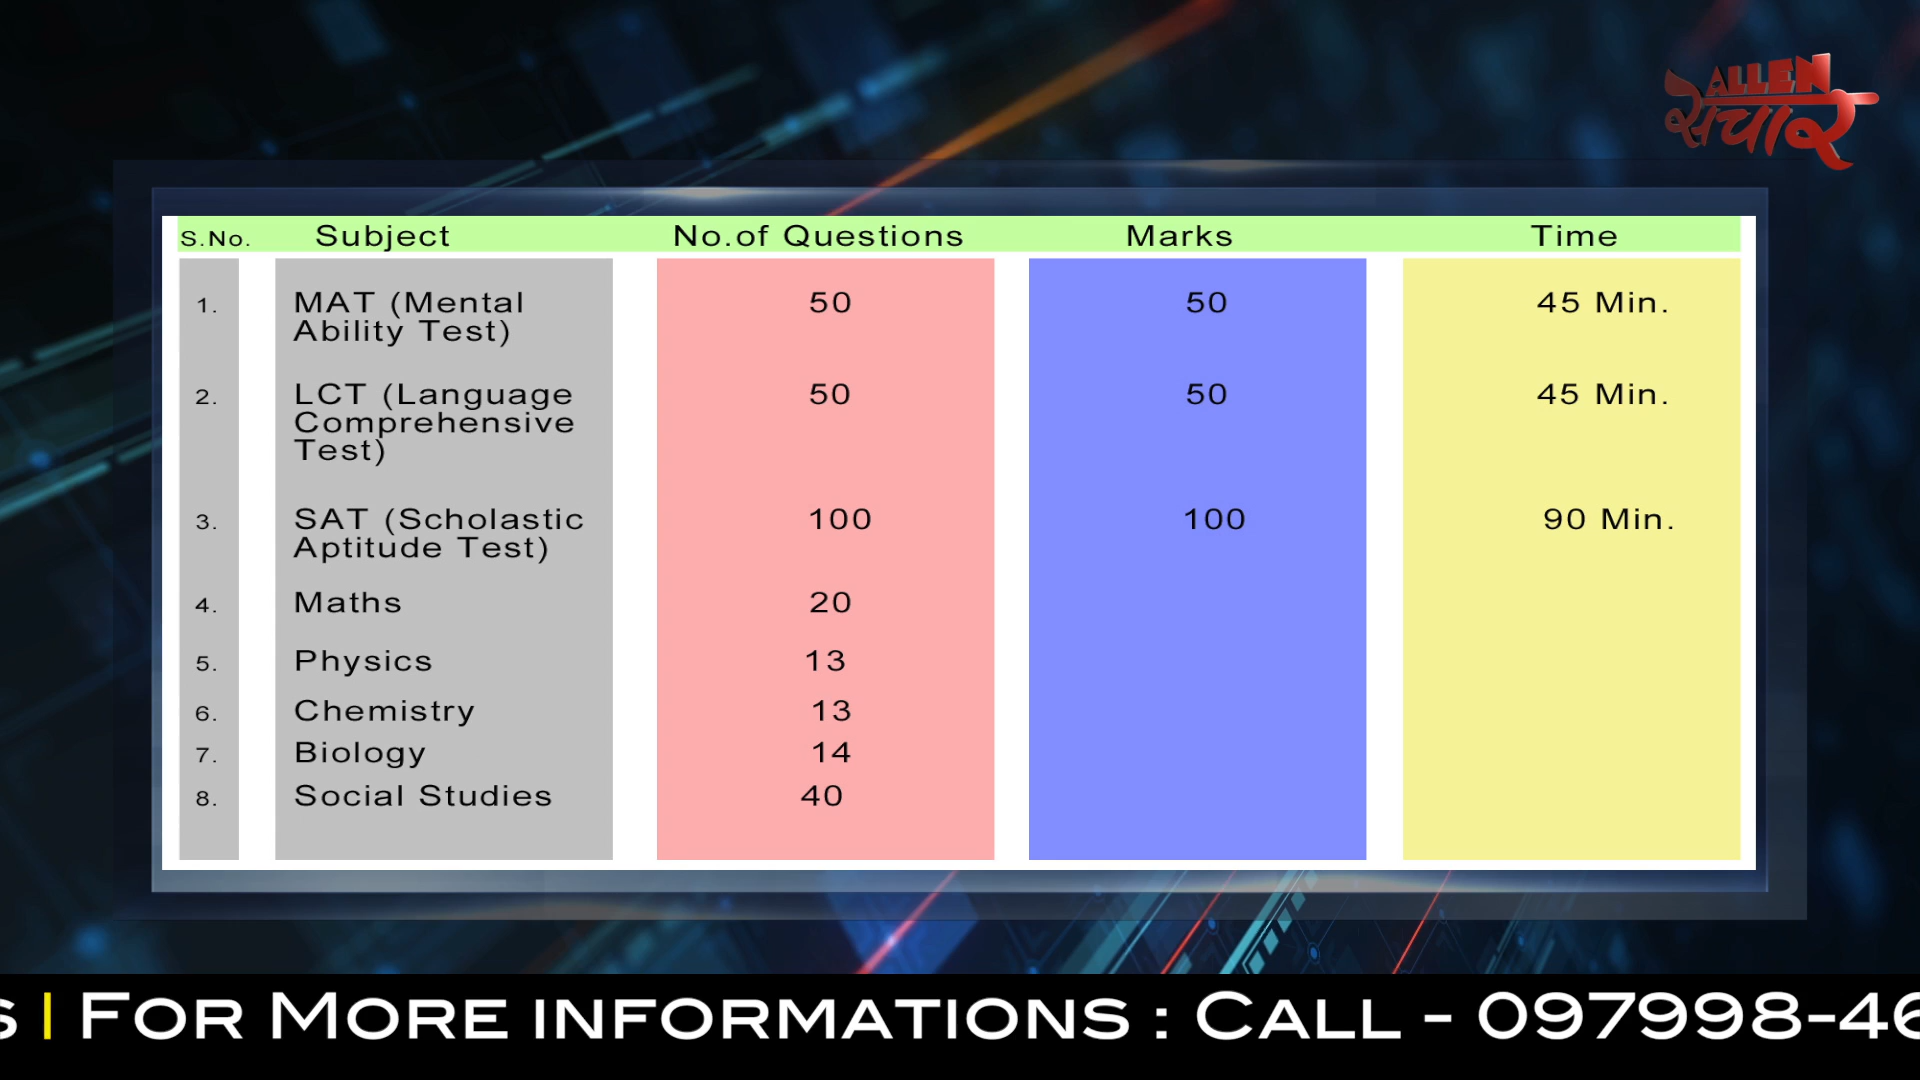 ALLEN
संचार
S.No. Subject No.of Questions Marks Time
1. MAT (Mental 50 50 45 Min.
Ability Test)
2. LCT (Language 50 50 45 Min.
Comprehensive
Test)
3. SAT (Scholastic 100 100 90 Min.
Aptitude Test)
4. Maths 20
5. Physics 13
6. Chemistry 13
7. Biology 14
8. Social Studies 40
S | FOR MORE INFORMATIONS : CALL - 097998-46